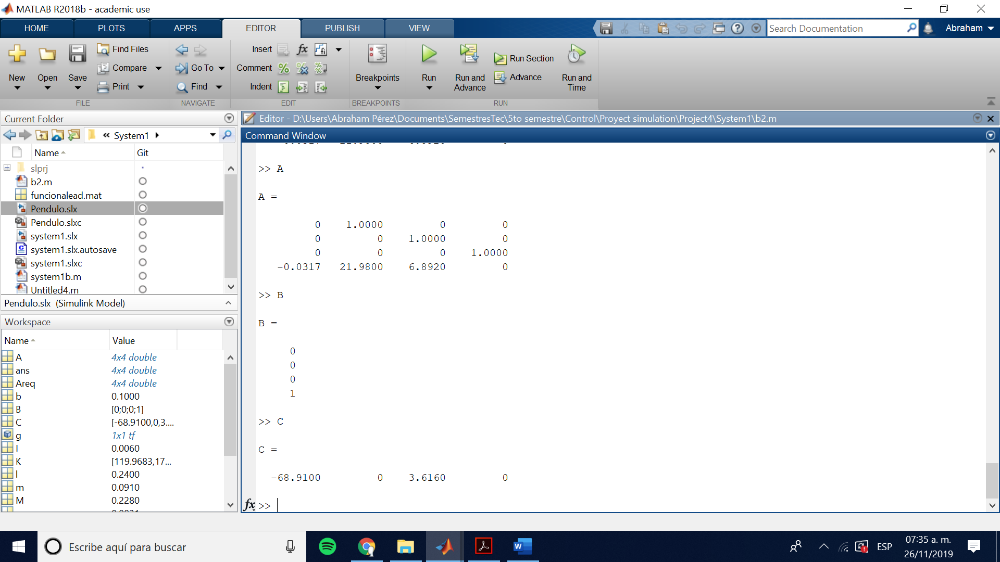 MATLAB R2018b - academic use
HOME PLOTS APPS EDITOR PUBLISH VIEW
Search Documentation
Abraham
New
Open
Save
Find Files
Compare
Print
FILE
Go To
Find
NAVIGATE
Insert fx
Comment
Indent
EDIT
Breakpoints
BREAKPOINTS
Run
Run and Advance
Run Section
Advance
Run and Time
RUN
Current Folder
« System1
Name Git
slprj
b2.m
funcionalead.mat
Pendulo.slx
Pendulo.slxc
system1.slx
system1.slx.autosave
system1.slxc
system1b.m
Untitled4.m
Pendulo.slx (Simulink Model)
Workspace
Name Value
A 4x4 double
ans 4x4 double
Areq 4x4 double
b 0.1000
B [0;0;0;1]
C [-68.9100,0,3....
g 1x1 tf
I 0.0060
K [119.9683,17...
l 0.2400
m 0.0910
M 0.2280
Editor - D:\Users\Abraham Pérez\Documents\SemestresTec\5to semestre\Control\Proyect simulation\Project4\System1\b2.m
Command Window
>> A
A =
0 1.0000 0 0
0 0 1.0000 0
0 0 0 1.0000
-0.0317 21.9800 6.8920 0
>> B
B =
0
0
0
1
>> C
C =
-68.9100 0 3.6160 0
fx >>
Escribe aquí para buscar
ESP
07:35 a. m.
26/11/2019